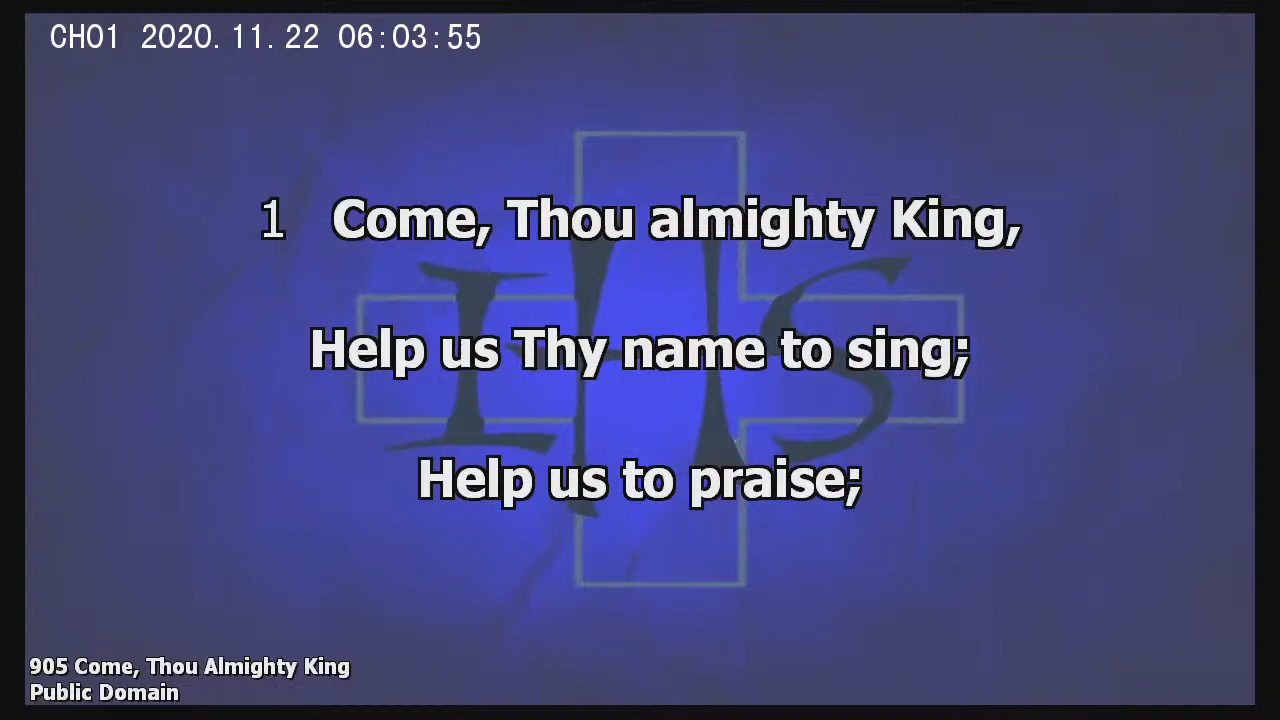 CH01 2020.11.22 06:03:55
IHS
1 Come, Thou almighty King,
Help us Thy name to sing;
Help us to praise;
905 Come, Thou Almighty King
Public Domain